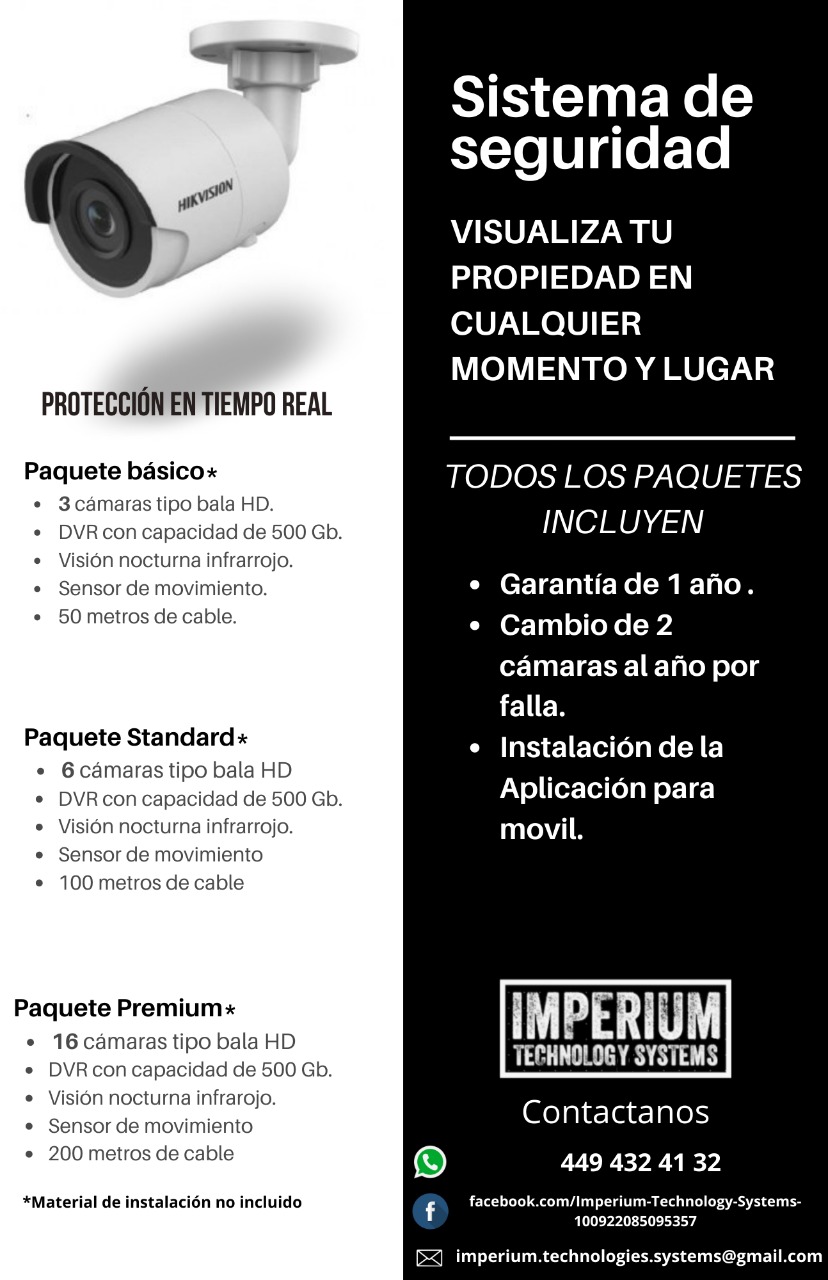 HIKVISION
PROTECCIÓN EN TIEMPO REAL
Paquete básico*
• 3 cámaras tipo bala HD.
• DVR con capacidad de 500 Gb.
• Visión nocturna infrarrojo.
• Sensor de movimiento.
• 50 metros de cable.
Paquete Standard*
• 6 cámaras tipo bala HD
• DVR con capacidad de 500 Gb.
• Visión nocturna infrarrojo.
• Sensor de movimiento
• 100 metros de cable
Paquete Premium*
• 16 cámaras tipo bala HD
• DVR con capacidad de 500 Gb.
• Visión nocturna infrarojo.
• Sensor de movimiento
• 200 metros de cable
*Material de instalación no incluido
Sistema de
seguridad
VISUALIZA TU
PROPIEDAD EN
CUALQUIER
MOMENTO Y LUGAR
TODOS LOS PAQUETES
INCLUYEN
• Garantía de 1 año .
• Cambio de 2
cámaras al año por
falla.
• Instalación de la
Aplicación para
movil.
IMPERIUM
TECHNOLOGY SYSTEMS
Contactanos
449 432 41 32
facebook.com/Imperium-Technology-Systems-
100922085095357
imperium.technologies.systems@gmail.com